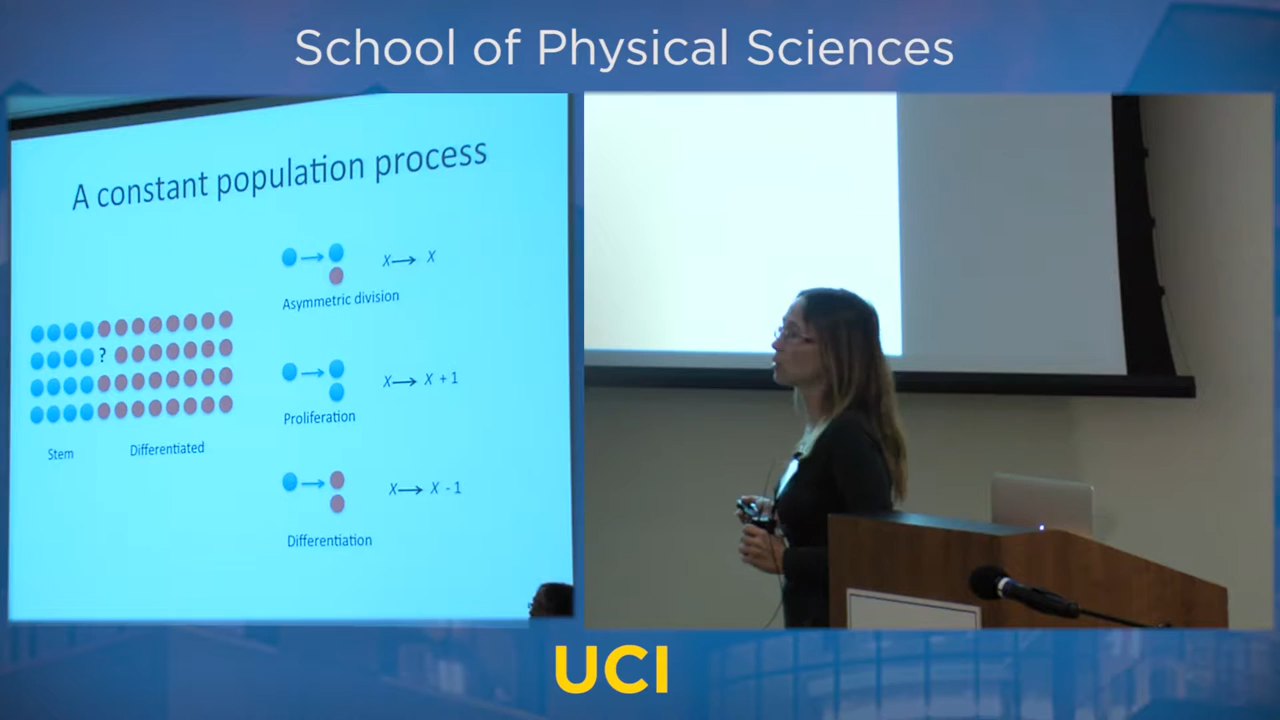 School of Physical Sciences
A constant population process
X → X
Asymmetric division
?
X → X + 1
Proliferation
Stem
Differentiated
X → X - 1
Differentiation
UCI